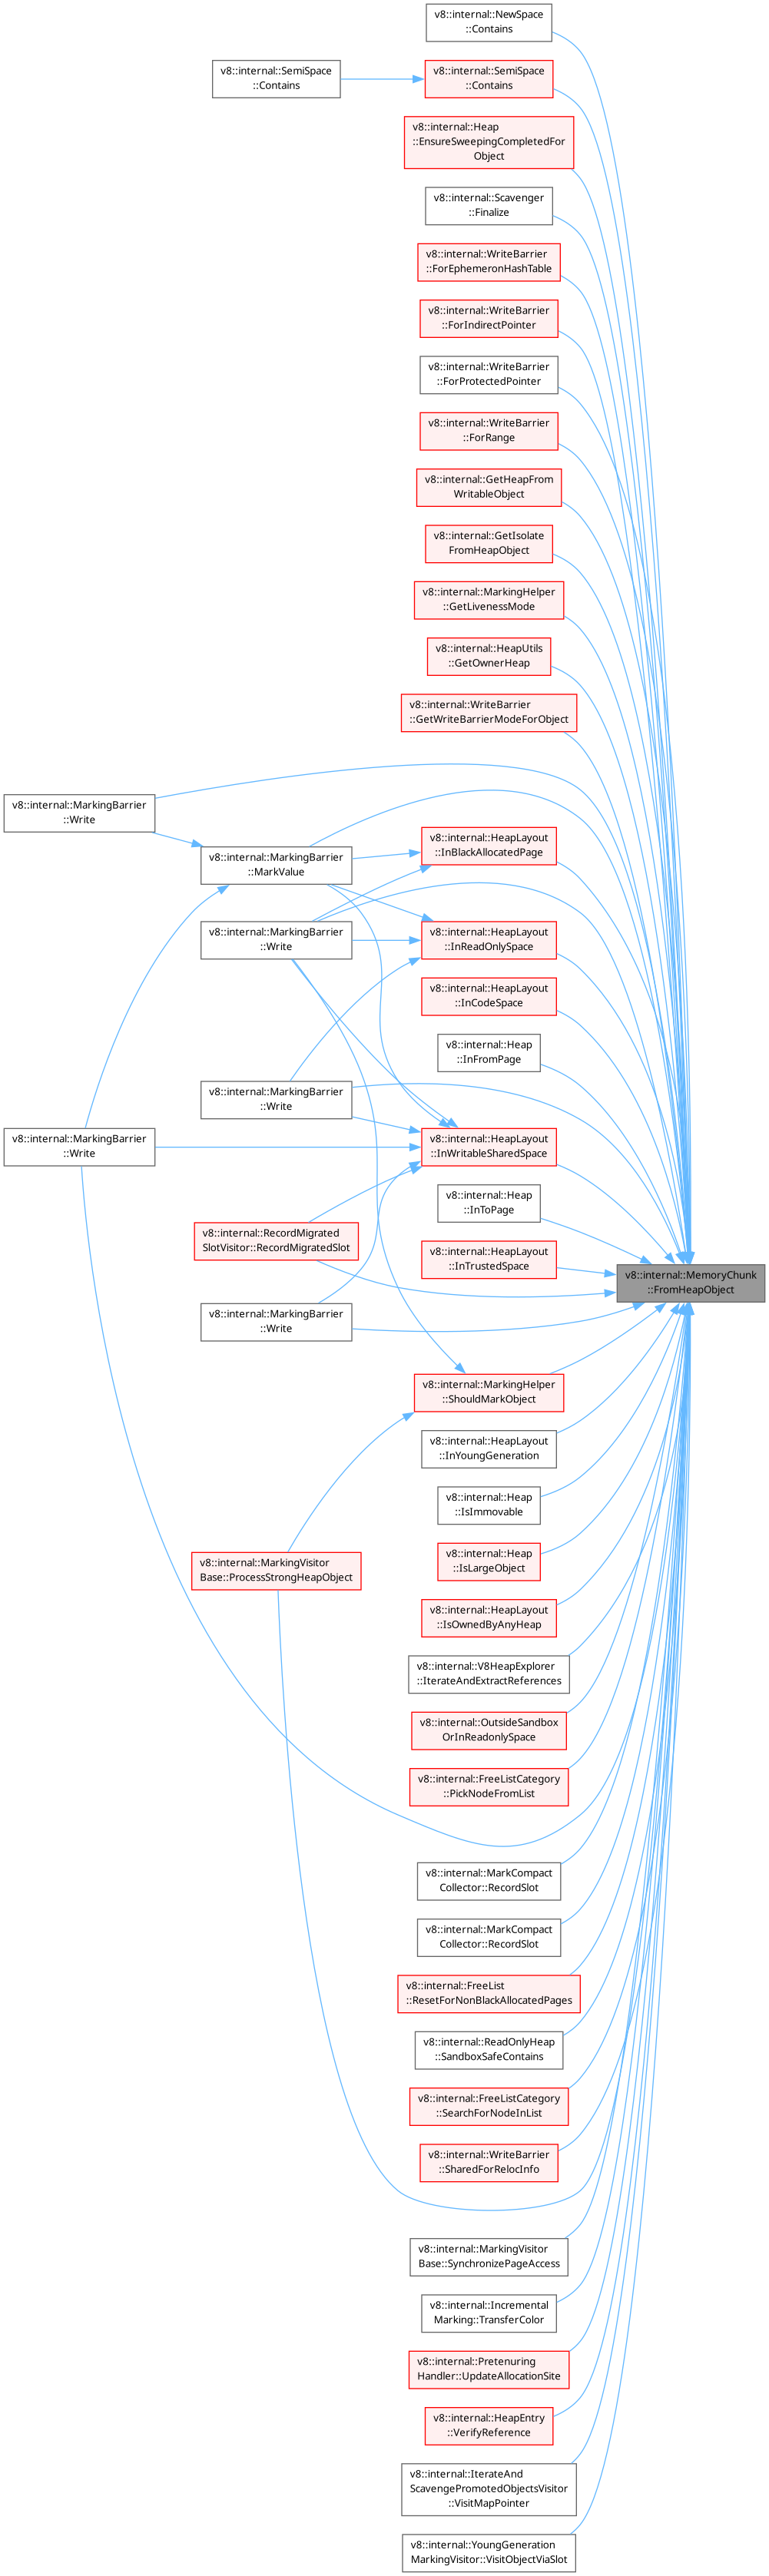 v8::internal::NewSpace
::Contains
v8::internal::SemiSpace
::Contains
v8::internal::SemiSpace
::Contains
v8::internal::Heap
::EnsureSweepingCompletedFor
Object
v8::internal::Scavenger
::Finalize
v8::internal::WriteBarrier
::ForEphemeronHashTable
v8::internal::WriteBarrier
::ForIndirectPointer
v8::internal::WriteBarrier
::ForProtectedPointer
v8::internal::WriteBarrier
::ForRange
v8::internal::GetHeapFrom
WritableObject
v8::internal::GetIsolate
FromHeapObject
v8::internal::MarkingHelper
::GetLivenessMode
v8::internal::HeapUtils
::GetOwnerHeap
v8::internal::WriteBarrier
::GetWriteBarrierModeForObject
v8::internal::MarkingBarrier
::Write
v8::internal::MarkingBarrier
::MarkValue
v8::internal::HeapLayout
::InBlackAllocatedPage
v8::internal::MarkingBarrier
::Write
v8::internal::HeapLayout
::InReadOnlySpace
v8::internal::HeapLayout
::InCodeSpace
v8::internal::Heap
::InFromPage
v8::internal::MarkingBarrier
::Write
v8::internal::MarkingBarrier
::Write
v8::internal::HeapLayout
::InWritableSharedSpace
v8::internal::Heap
::InToPage
v8::internal::RecordMigrated
SlotVisitor::RecordMigratedSlot
v8::internal::HeapLayout
::InTrustedSpace
v8::internal::MemoryChunk
::FromHeapObject
v8::internal::MarkingBarrier
::Write
v8::internal::MarkingHelper
::ShouldMarkObject
v8::internal::HeapLayout
::InYoungGeneration
v8::internal::Heap
::IsImmovable
v8::internal::Heap
::IsLargeObject
v8::internal::MarkingVisitor
Base::ProcessStrongHeapObject
v8::internal::HeapLayout
::IsOwnedByAnyHeap
v8::internal::V8HeapExplorer
::IterateAndExtractReferences
v8::internal::OutsideSandbox
OrInReadonlySpace
v8::internal::FreeListCategory
::PickNodeFromList
v8::internal::MarkCompact
Collector::RecordSlot
v8::internal::MarkCompact
Collector::RecordSlot
v8::internal::FreeList
::ResetForNonBlackAllocatedPages
v8::internal::ReadOnlyHeap
::SandboxSafeContains
v8::internal::FreeListCategory
::SearchForNodeInList
v8::internal::WriteBarrier
::SharedForRelocInfo
v8::internal::MarkingVisitor
Base::SynchronizePageAccess
v8::internal::Incremental
Marking::TransferColor
v8::internal::Pretenuring
Handler::UpdateAllocationSite
v8::internal::HeapEntry
::VerifyReference
v8::internal::IterateAnd
ScavengePromotedObjectsVisitor
::VisitMapPointer
v8::internal::YoungGeneration
MarkingVisitor::VisitObjectViaSlot